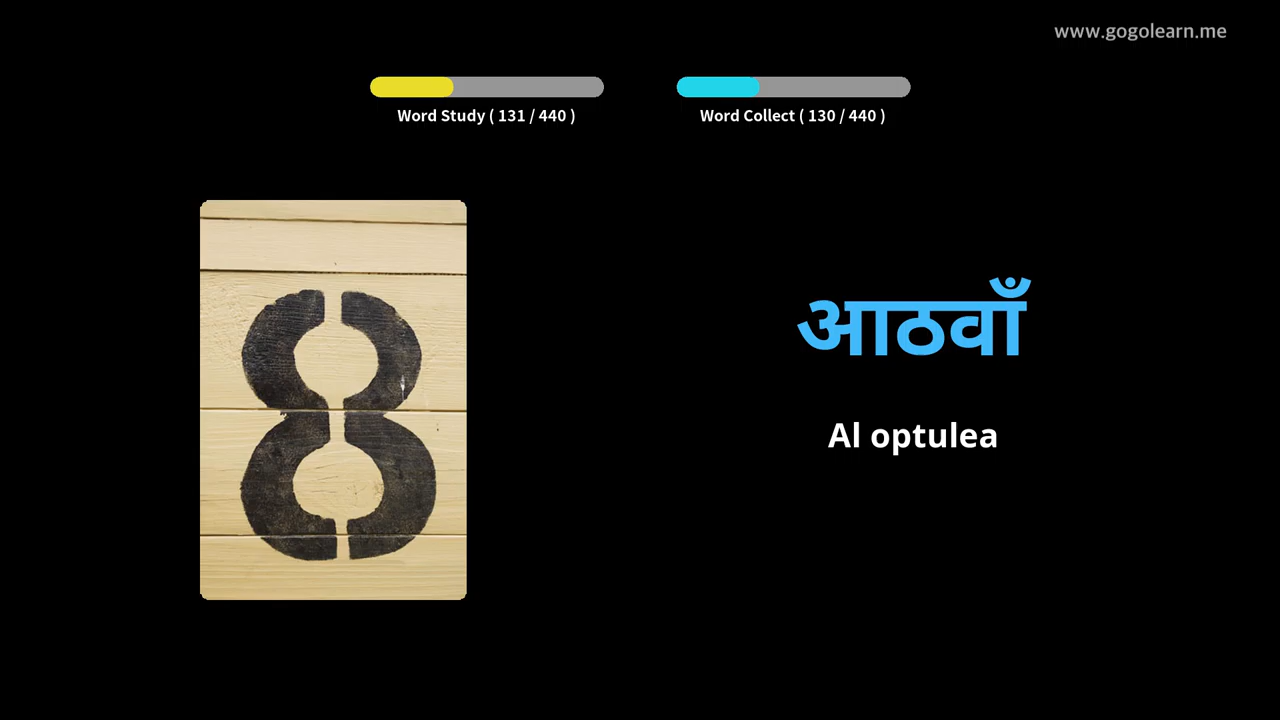 www.gogolearn.me
Word Study ( 131 / 440 )
Word Collect ( 130 / 440 )
8
आठवाँ
Al optulea